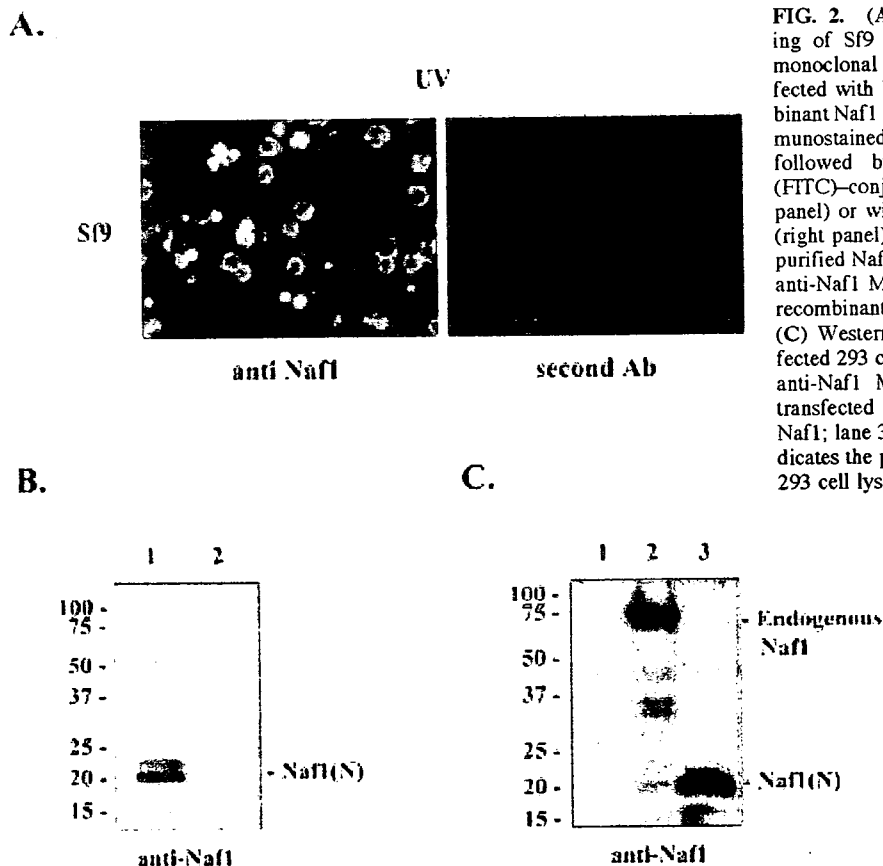 A.
UV
Sf9
anti Naf1
second Ab
FIG. 2. (A
ing of Sf9
monoclonal
fected with
binant Naf1
munostained
followed b
(FITC)–conj
panel) or wi
(right panel)
purified Naf
anti-Naf1 M
recombinant
(C) Western
fected 293 c
anti-Naf1 M
transfected
Naf1; lane 3
dicates the p
293 cell lys
B.
1 2
100 -
75 -
50 -
37 -
25 -
20 -
15 -
- Naf1(N)
anti-Naf1
C.
1 2 3
100 -
75 -
50 -
37 -
25 -
20 -
15 -
- Endogenous
Naf1
- Naf1(N)
anti-Naf1